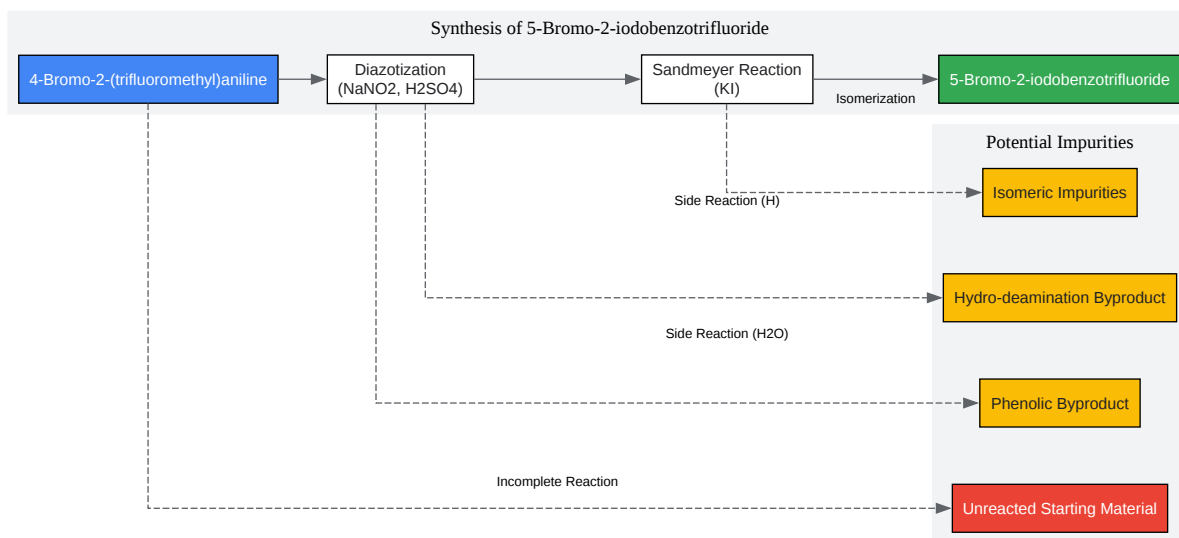 Synthesis of 5-Bromo-2-iodobenzotrifluoride
4-Bromo-2-(trifluoromethyl)aniline
Diazotization
(NaNO2, H2SO4)
Sandmeyer Reaction
(KI)
Isomerization
5-Bromo-2-iodobenzotrifluoride
Potential Impurities
Isomeric Impurities
Side Reaction (H)
Hydro-deamination Byproduct
Side Reaction (H2O)
Phenolic Byproduct
Incomplete Reaction
Unreacted Starting Material